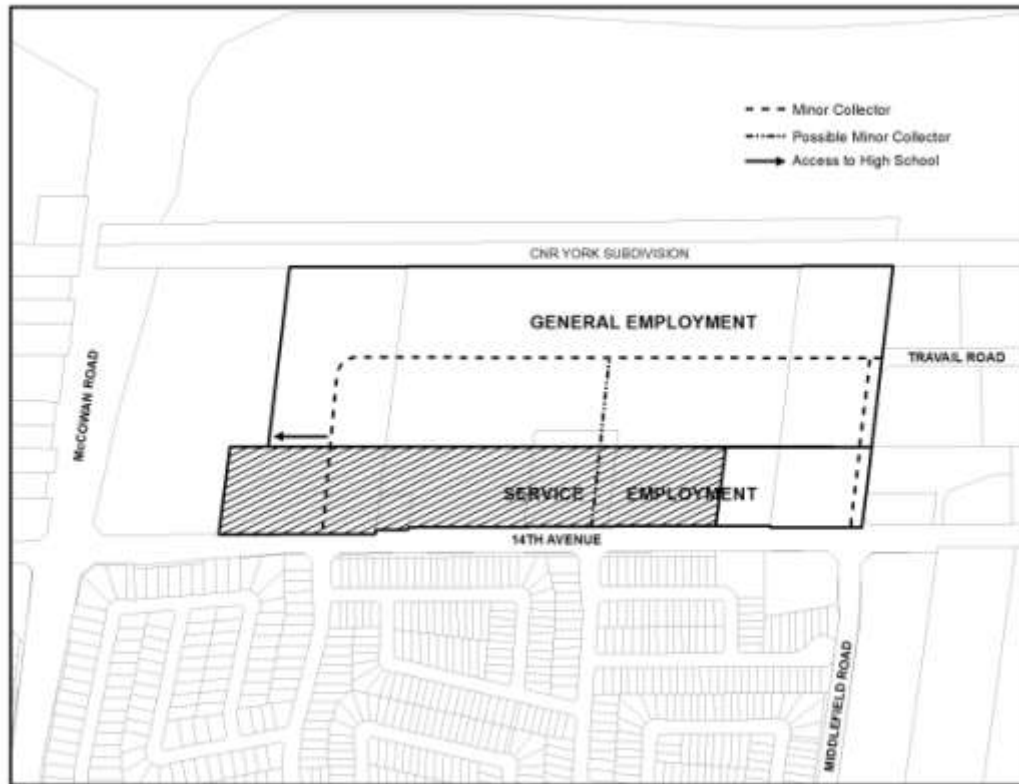 Minor Collector
Possible Minor Collector
Access to High School
CNR YORK SUBDIVISION
GENERAL EMPLOYMENT
TRAVAIL ROAD
McCOWAN ROAD
SERVICE EMPLOYMENT
14TH AVENUE
MIDDLEFIELD ROAD